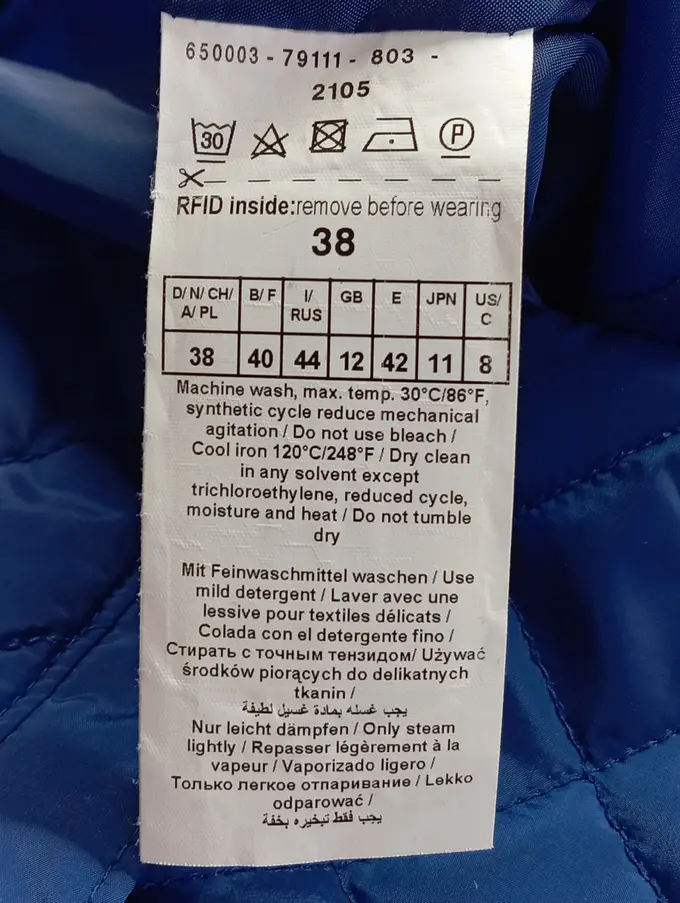 650003 - 79111 - 803 -
2105
30
P
RFID inside:remove before wearing
38
D/ N/ CH/ A/ PL B/ F I/ RUS GB E JPN US/ C
38 40 44 12 42 11 8
Machine wash, max. temp. 30°C/86°F,
synthetic cycle reduce mechanical
agitation / Do not use bleach /
Cool iron 120°C/248°F / Dry clean
in any solvent except
trichloroethylene, reduced cycle,
moisture and heat / Do not tumble
dry
Mit Feinwaschmittel waschen / Use
mild detergent / Laver avec une
lessive pour textiles délicats /
Colada con el detergente fino /
Стирать с точным тензидом/ Używać
środków piorących do delikatnych
tkanin /
يجب غسله بمادة غسيل لطيفة
Nur leicht dämpfen / Only steam
lightly / Repasser légèrement à la
vapeur / Vaporizado ligero /
Только легкое отпаривание / Lekko
odparować /
يجب فقط تبخيره بخفة